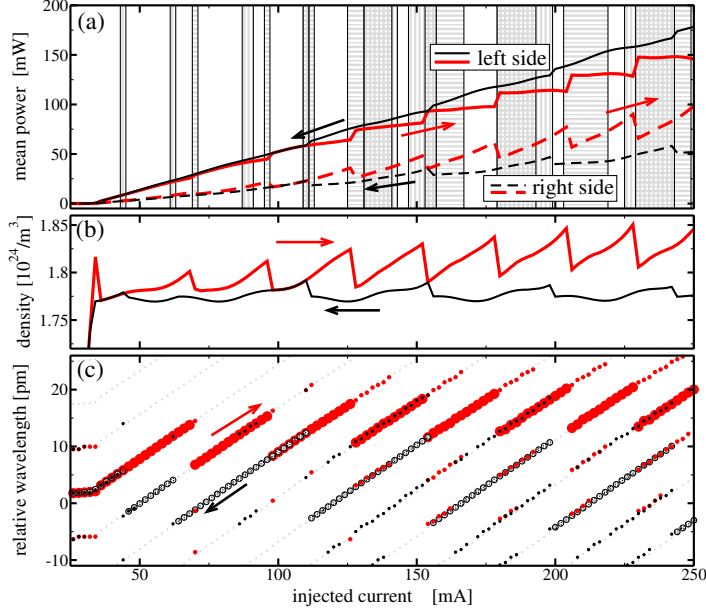 (a)
mean power [mW]
200
150
100
50
0
left side
right side
(b)
density [10^24/m^3]
1.85
1.8
1.75
(c)
relative wavelength [pm]
20
10
0
-10
50
100
150
200
250
injected current [mA]